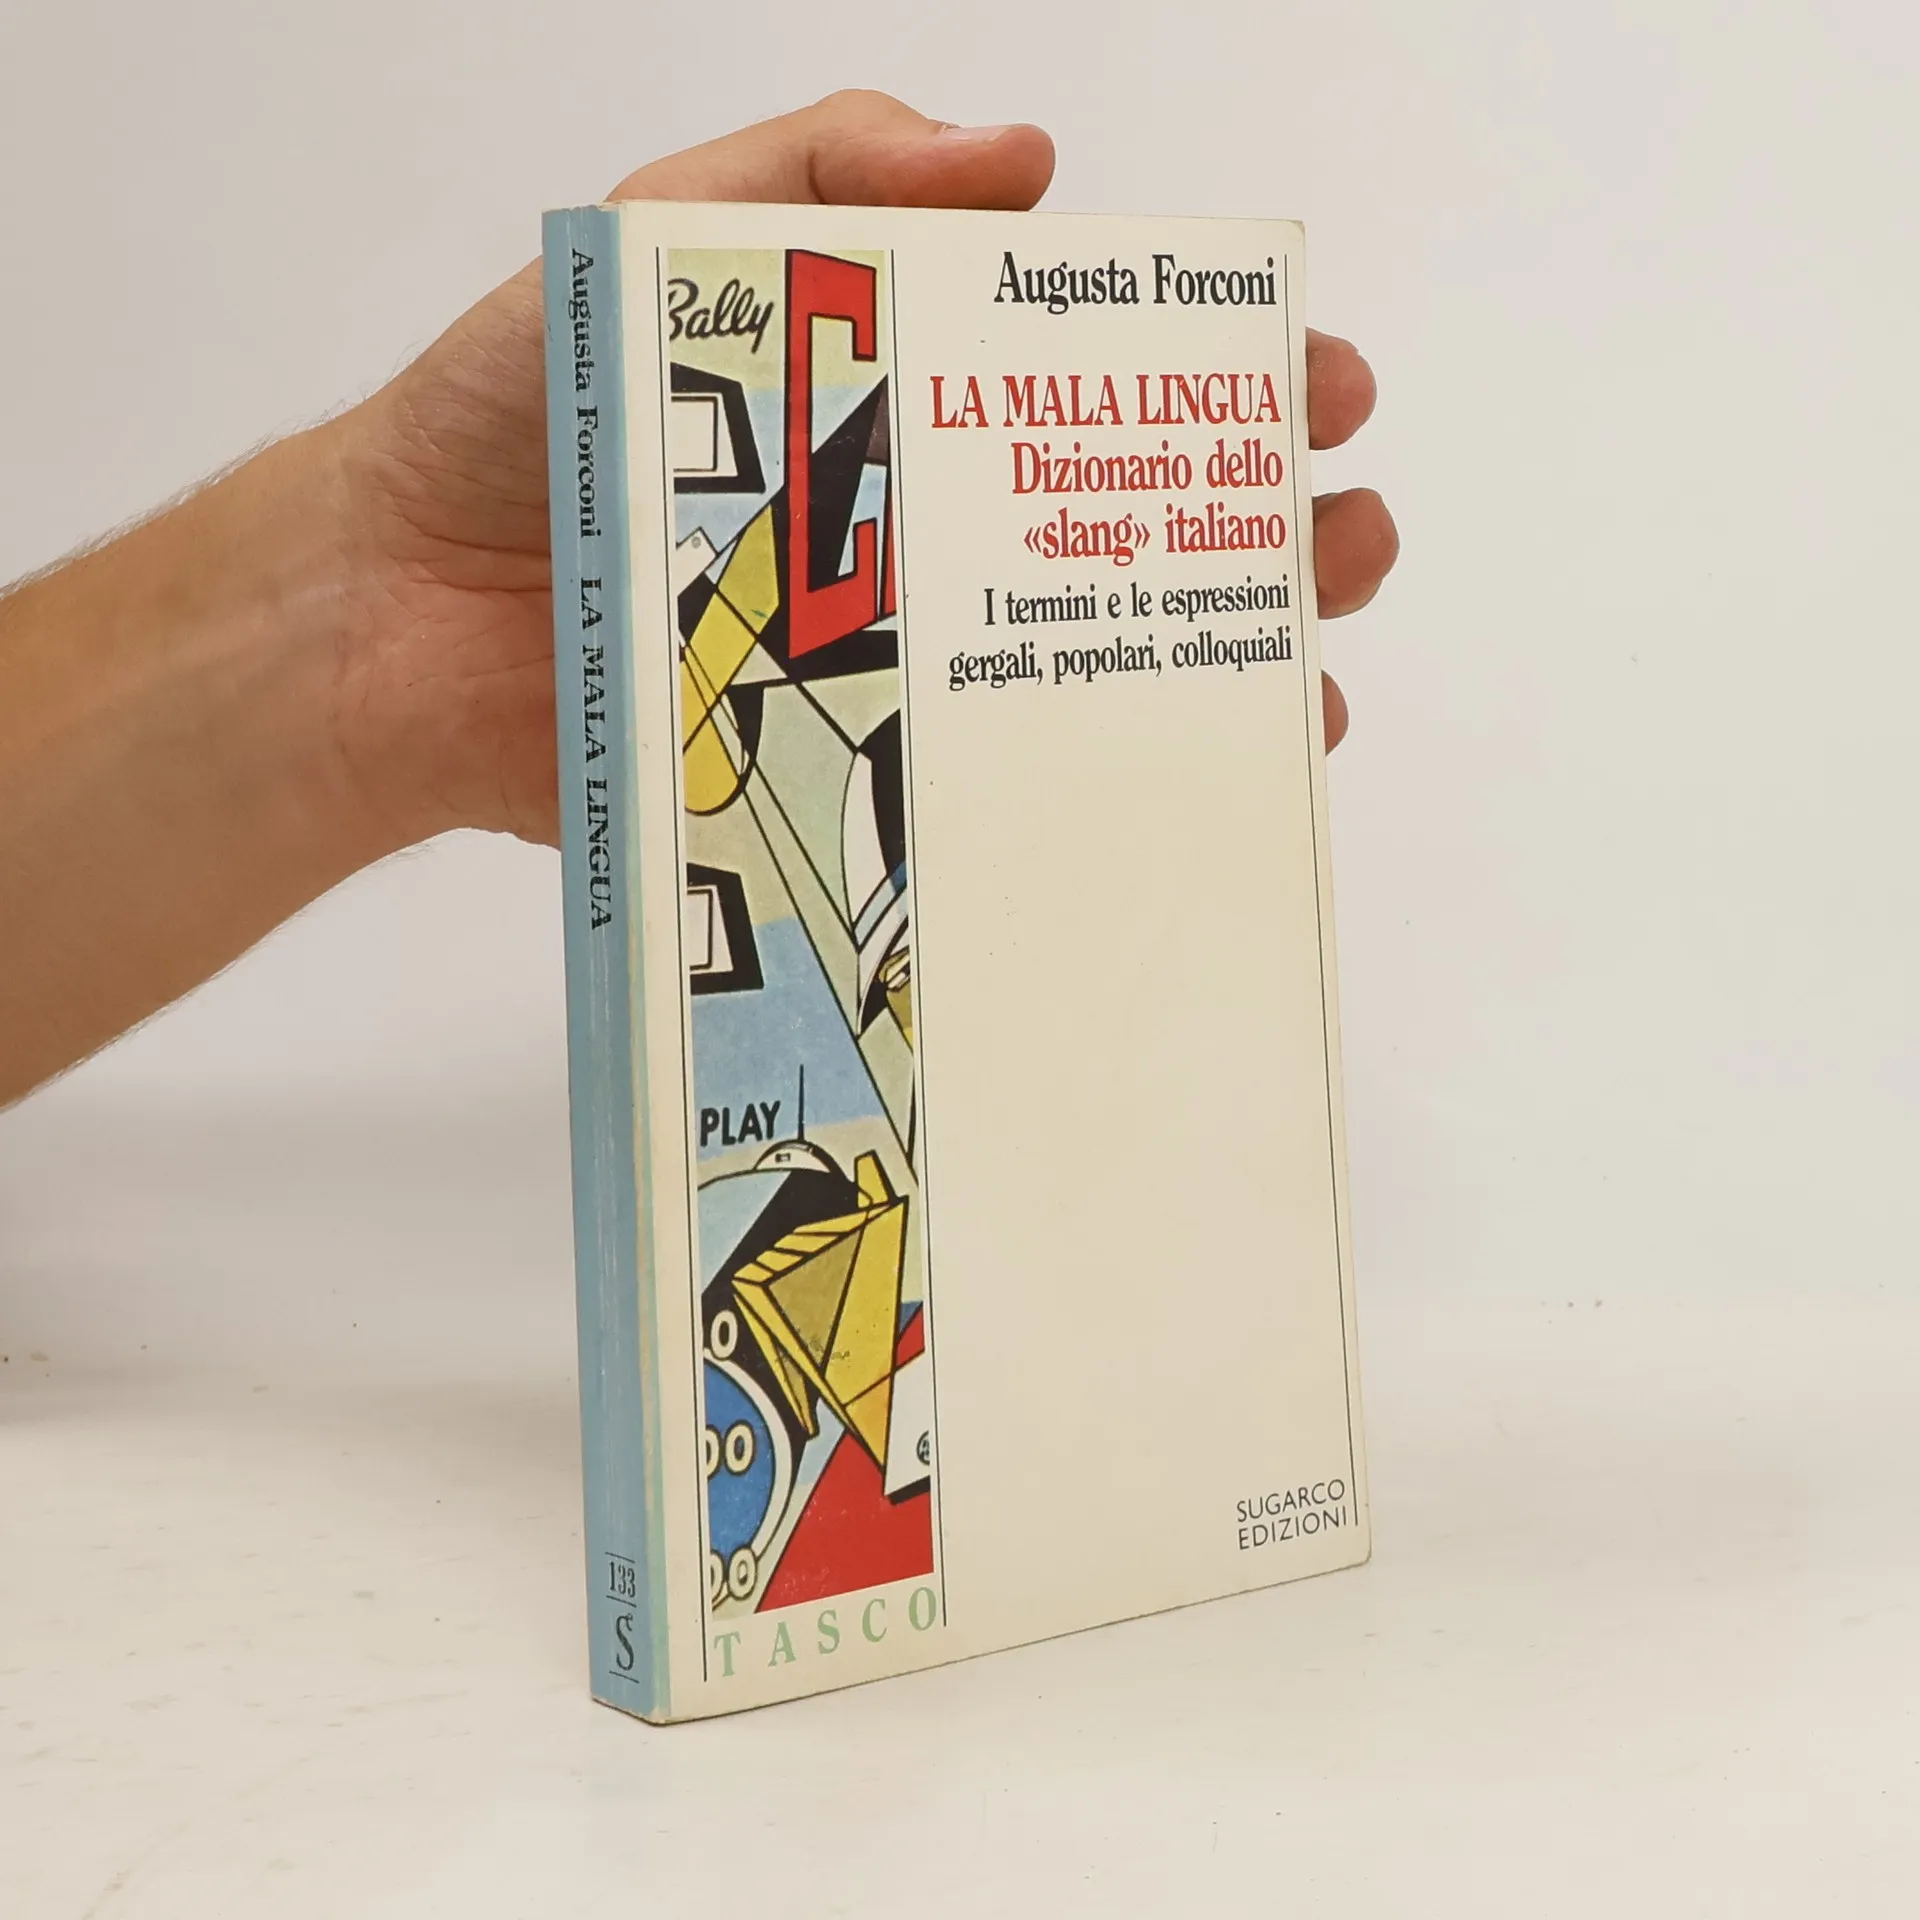 Augusta Forconi LA MALA LINGUA
133
S
Bally
PLAY
TASCO
Augusta Forconi
LA MALA LINGUA
Dizionario dello
«slang» italiano
I termini e le espressioni
gergali, popolari, colloquiali
SUGARCO
EDIZIONI